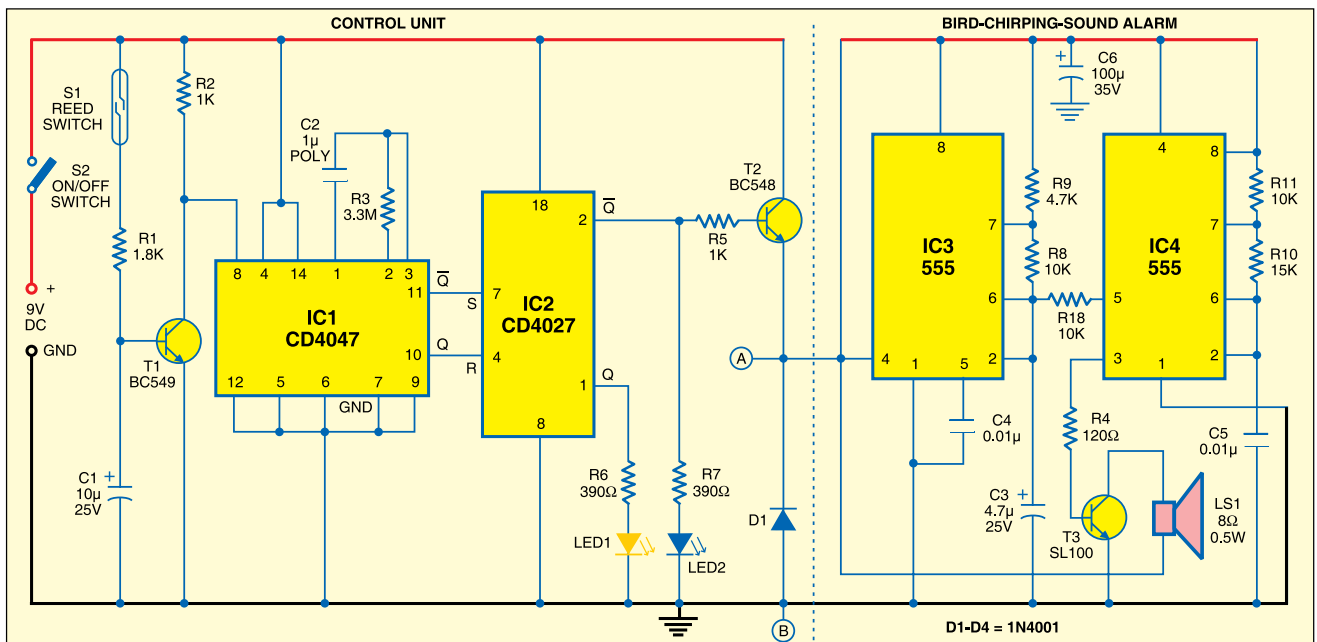 CONTROL UNIT
BIRD-CHIRPING-SOUND ALARM
S1
REED
SWITCH
S2
ON/OFF
SWITCH
+
9V
DC
GND
R1
1.8K
R2
1K
T1
BC549
C1
+
10µ
25V
C2
1µ
POLY
R3
3.3M
8
4
14
1
2
3
IC1
CD4047
11
Q̅
S
10
Q
R
12
5
6
7
9
GND
18
2
Q̅
7
IC2
CD4027
4
1
Q
8
R5
1K
T2
BC548
R6
390Ω
R7
390Ω
LED1
LED2
D1
A
B
8
IC3
555
7
6
2
4
1
5
C4
0.01µ
R9
4.7K
R8
10K
R18
10K
C3
+
4.7µ
25V
+
C6
100µ
35V
4
8
IC4
555
7
6
2
5
3
1
R11
10K
R10
15K
R4
120Ω
T3
SL100
C5
0.01µ
LS1
8Ω
0.5W
D1-D4 = 1N4001